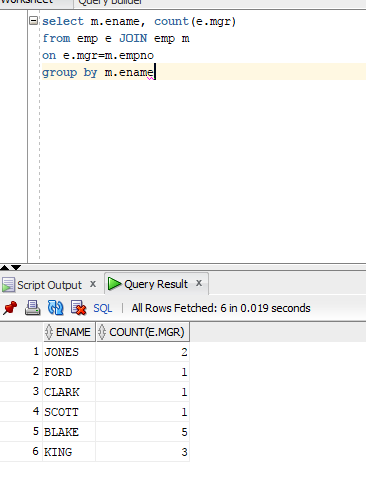 Worksheet Query Builder
select m.ename, count(e.mgr)
from emp e JOIN emp m
on e.mgr=m.empno
group by m.ename
Script Output x Query Result x
SQL | All Rows Fetched: 6 in 0.019 seconds
ENAME COUNT(E.MGR)
1 JONES 2
2 FORD 1
3 CLARK 1
4 SCOTT 1
5 BLAKE 5
6 KING 3